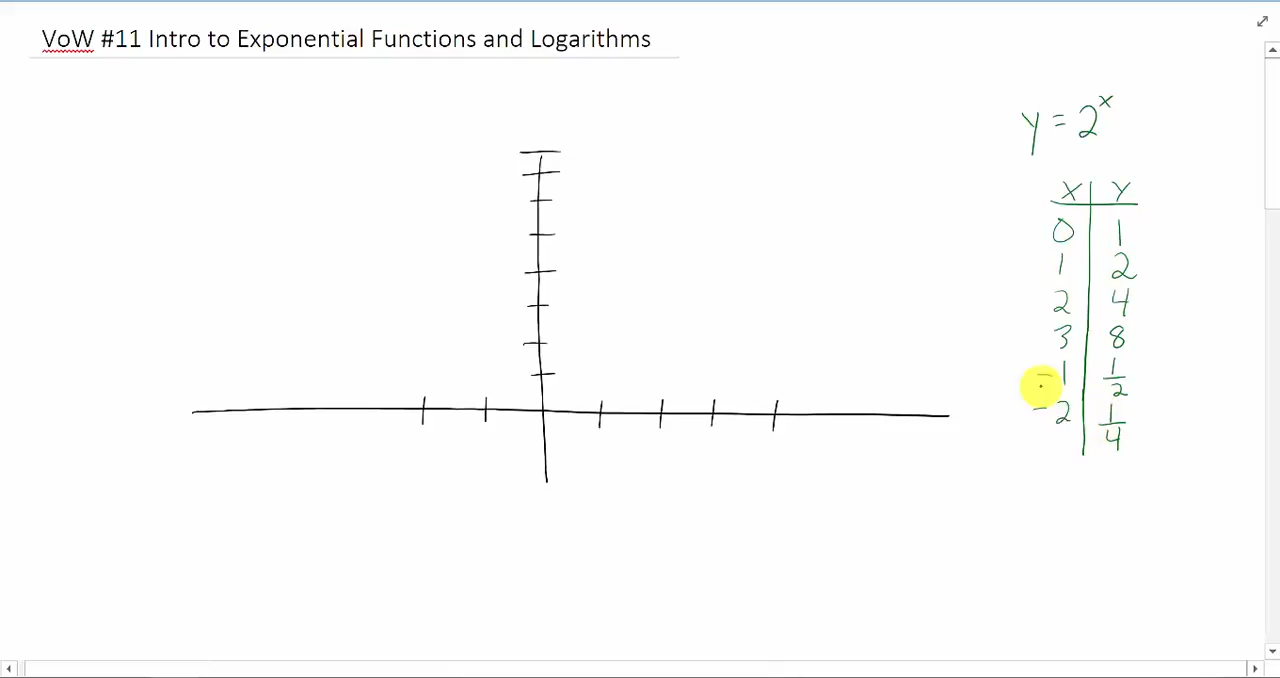 VoW #11 Intro to Exponential Functions and Logarithms
y = 2^x
X Y
0 1
1 2
2 4
3 8
-1 1/2
-2 1/4